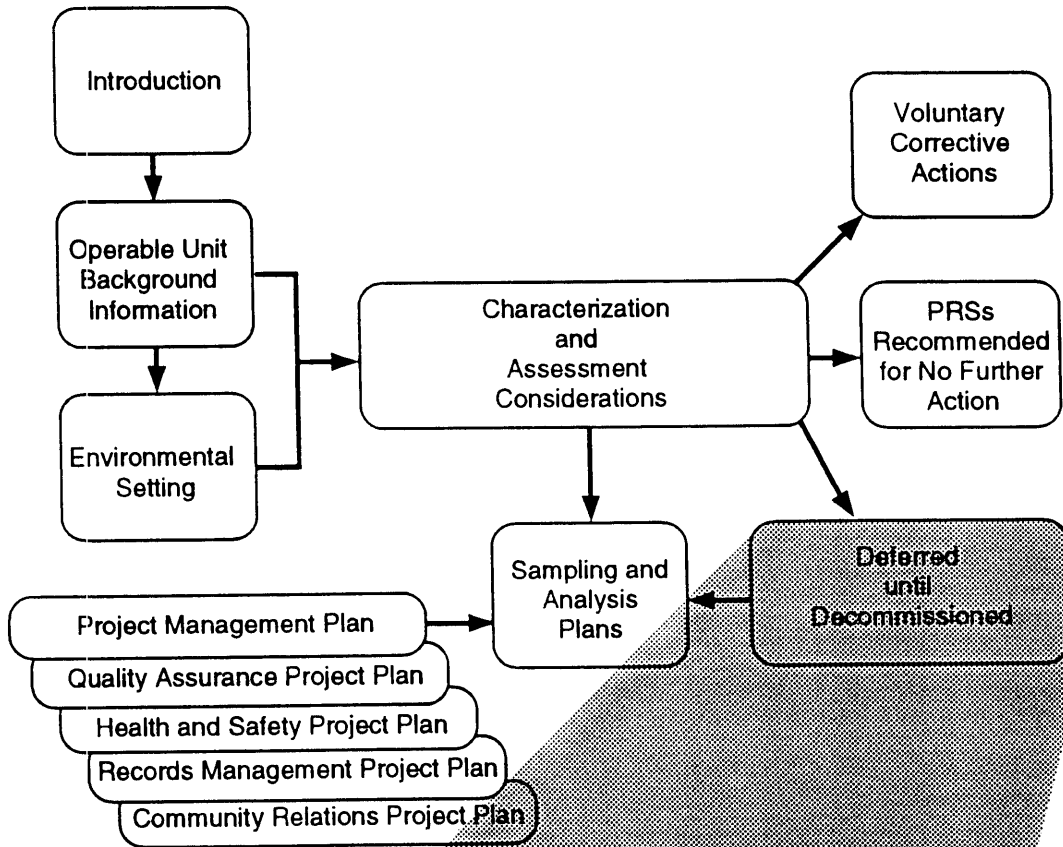 Introduction
Operable Unit
Background
Information
Environmental
Setting
Characterization
and
Assessment
Considerations
Voluntary
Corrective
Actions
PRSs
Recommended
for No Further
Action
Deferred
until
Decommissioned
Sampling and
Analysis
Plans
Project Management Plan
Quality Assurance Project Plan
Health and Safety Project Plan
Records Management Project Plan
Community Relations Project Plan